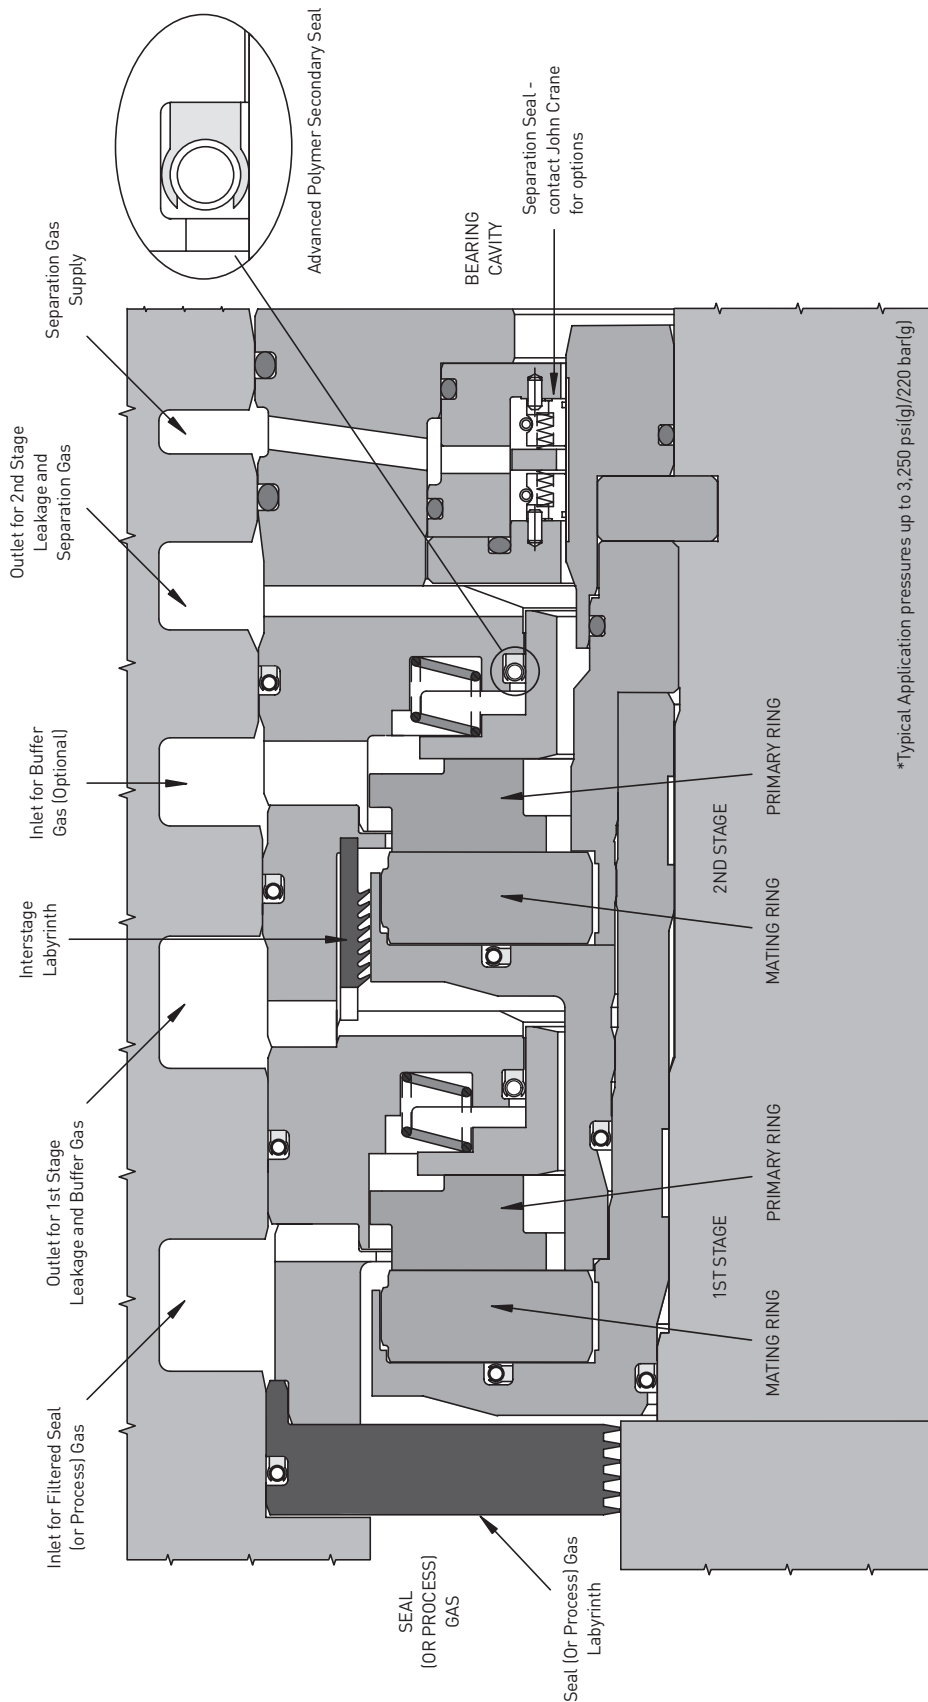 Inlet for Filtered Seal
(or Process) Gas
Outlet for 1st Stage
Leakage and Buffer Gas
Interstage
Labyrinth
Inlet for Buffer
Gas (Optional)
Outlet for 2nd Stage
Leakage and
Separation Gas
Separation Gas
Supply
Advanced Polymer Secondary Seal
SEAL
(OR PROCESS)
GAS
BEARING
CAVITY
Seal (Or Process) Gas
Labyrinth
Separation Seal -
contact John Crane
for options
1ST STAGE
2ND STAGE
MATING RING
PRIMARY RING
MATING RING
PRIMARY RING
*Typical Application pressures up to 3,250 psi(g)/220 bar(g)